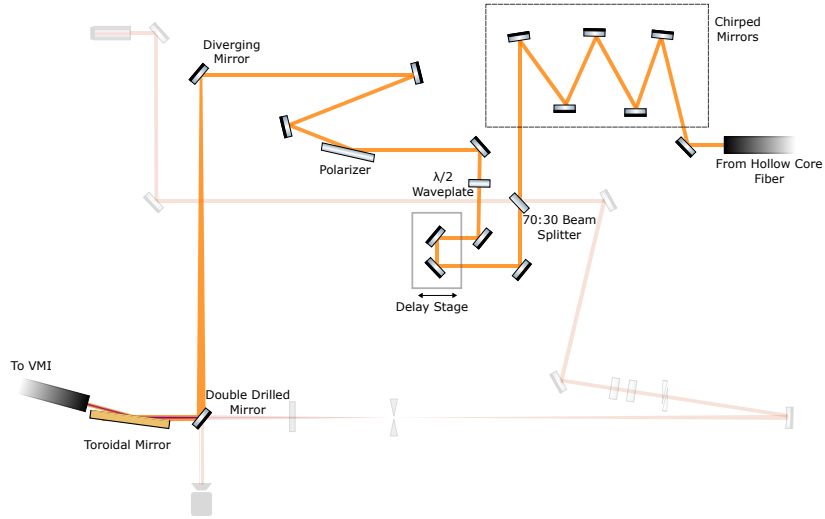 Diverging
Mirror
Chirped
Mirrors
Polarizer
From Hollow Core
Fiber
λ/2
Waveplate
70:30 Beam
Splitter
Delay Stage
To VMI
Double Drilled
Mirror
Toroidal Mirror